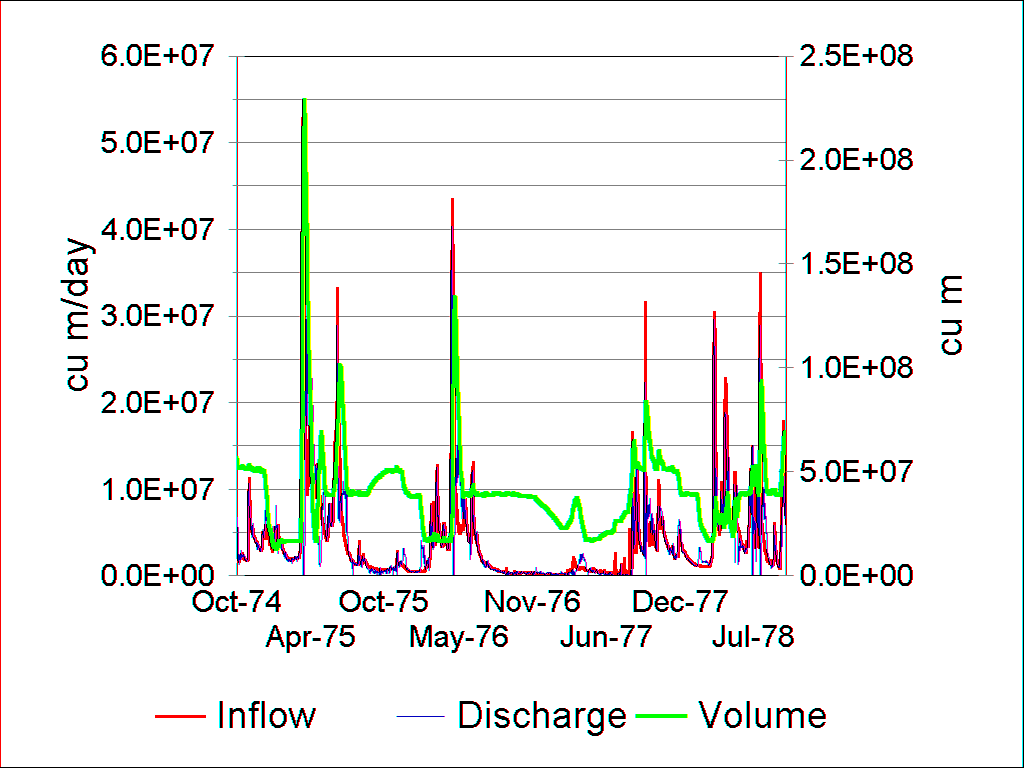 6.0E+07
5.0E+07
4.0E+07
3.0E+07
2.0E+07
1.0E+07
0.0E+00
cu m/day
2.5E+08
2.0E+08
1.5E+08
1.0E+08
5.0E+07
0.0E+00
cu m
Oct-74 Oct-75 Nov-76 Dec-77
Apr-75 May-76 Jun-77 Jul-78
Inflow Discharge Volume